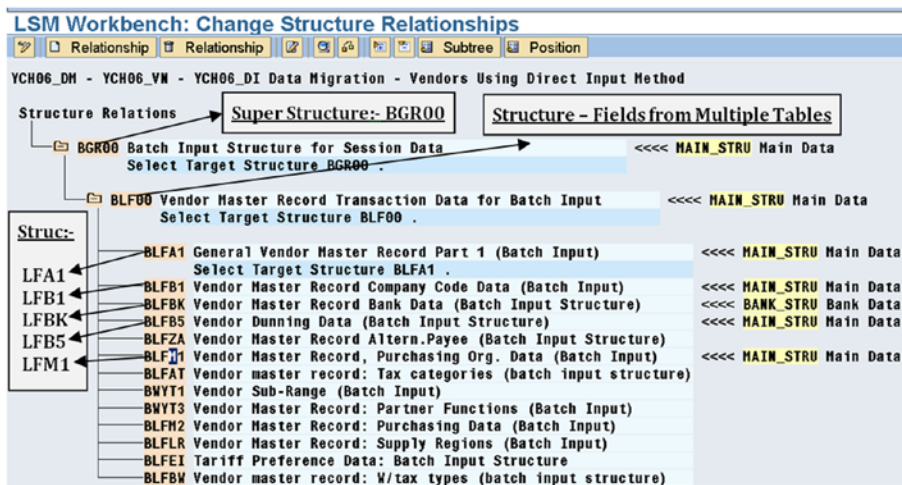 LSM Workbench: Change Structure Relationships
Relationship Relationship Subtree Position
YCH06_DM - YCH06_VN - YCH06_DI Data Migration - Vendors Using Direct Input Method
Structure Relations
Super Structure:- BGR00
Structure – Fields from Multiple Tables
BGR00 Batch Input Structure for Session Data <<<< MAIN_STRU Main Data
Select Target Structure BGR00 .
BLF00 Vendor Master Record Transaction Data for Batch Input <<<< MAIN_STRU Main Data
Select Target Structure BLF00 .
Struc:-
LFA1
LFB1
LFBK
LFB5
LFM1
BLFA1 General Vendor Master Record Part 1 (Batch Input) <<<< MAIN_STRU Main Data
Select Target Structure BLFA1 .
BLFB1 Vendor Master Record Company Code Data (Batch Input) <<<< MAIN_STRU Main Data
BLFBK Vendor Master Record Bank Data (Batch Input Structure) <<<< BANK_STRU Bank Data
BLFB5 Vendor Dunning Data (Batch Input Structure) <<<< MAIN_STRU Main Data
BLFZA Vendor Master Record Altern.Payee (Batch Input Structure)
BLFM1 Vendor Master Record, Purchasing Org. Data (Batch Input) <<<< MAIN_STRU Main Data
BLFAT Vendor master record: Tax categories (batch input structure)
BWYT1 Vendor Sub-Range (Batch Input)
BWYT3 Vendor Master Record: Partner Functions (Batch Input)
BLFM2 Vendor Master Record: Purchasing Data (Batch Input)
BLFLR Vendor Master Record: Supply Regions (Batch Input)
BLFEI Tariff Preference Data: Batch Input Structure
BLFBW Vendor master record: W/tax types (batch input structure)